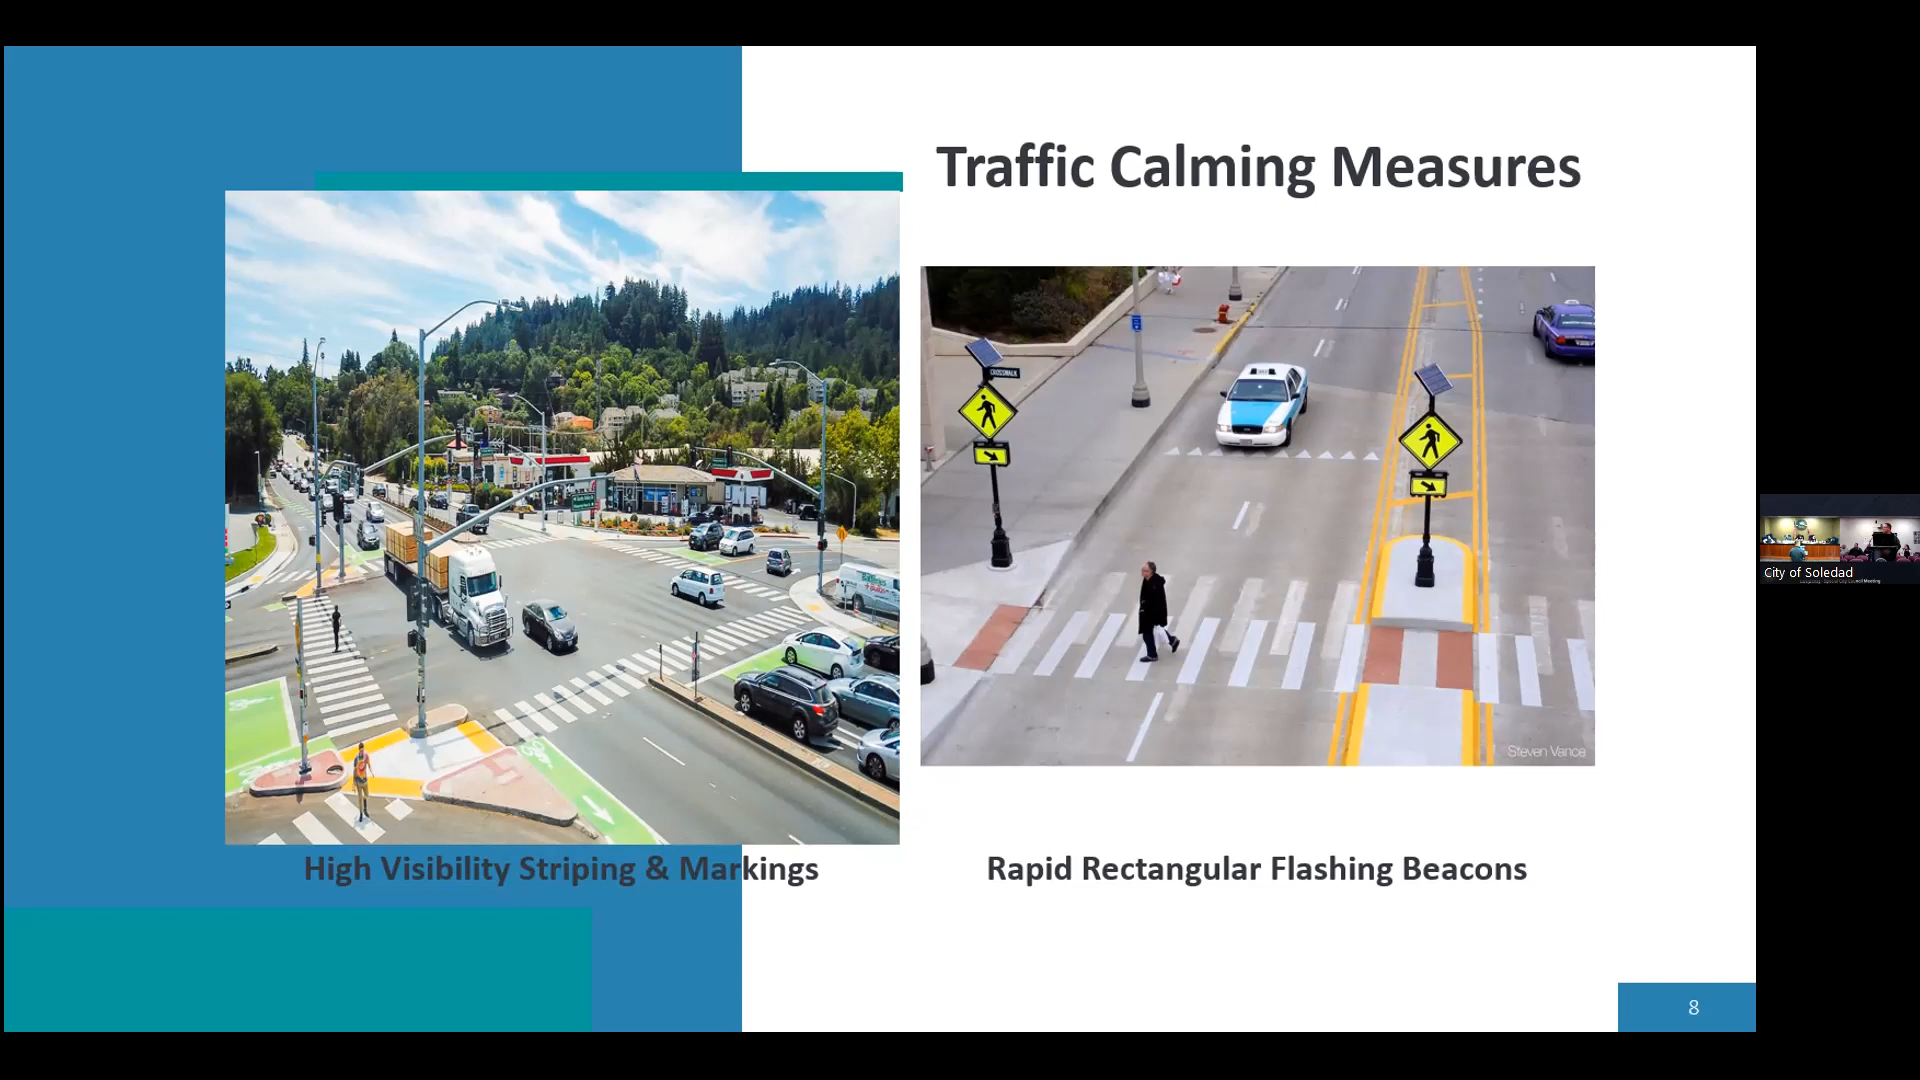 Traffic Calming Measures
CROSSWALK
Steven Vance
High Visibility Striping & Markings
Rapid Rectangular Flashing Beacons
8
City of Soledad